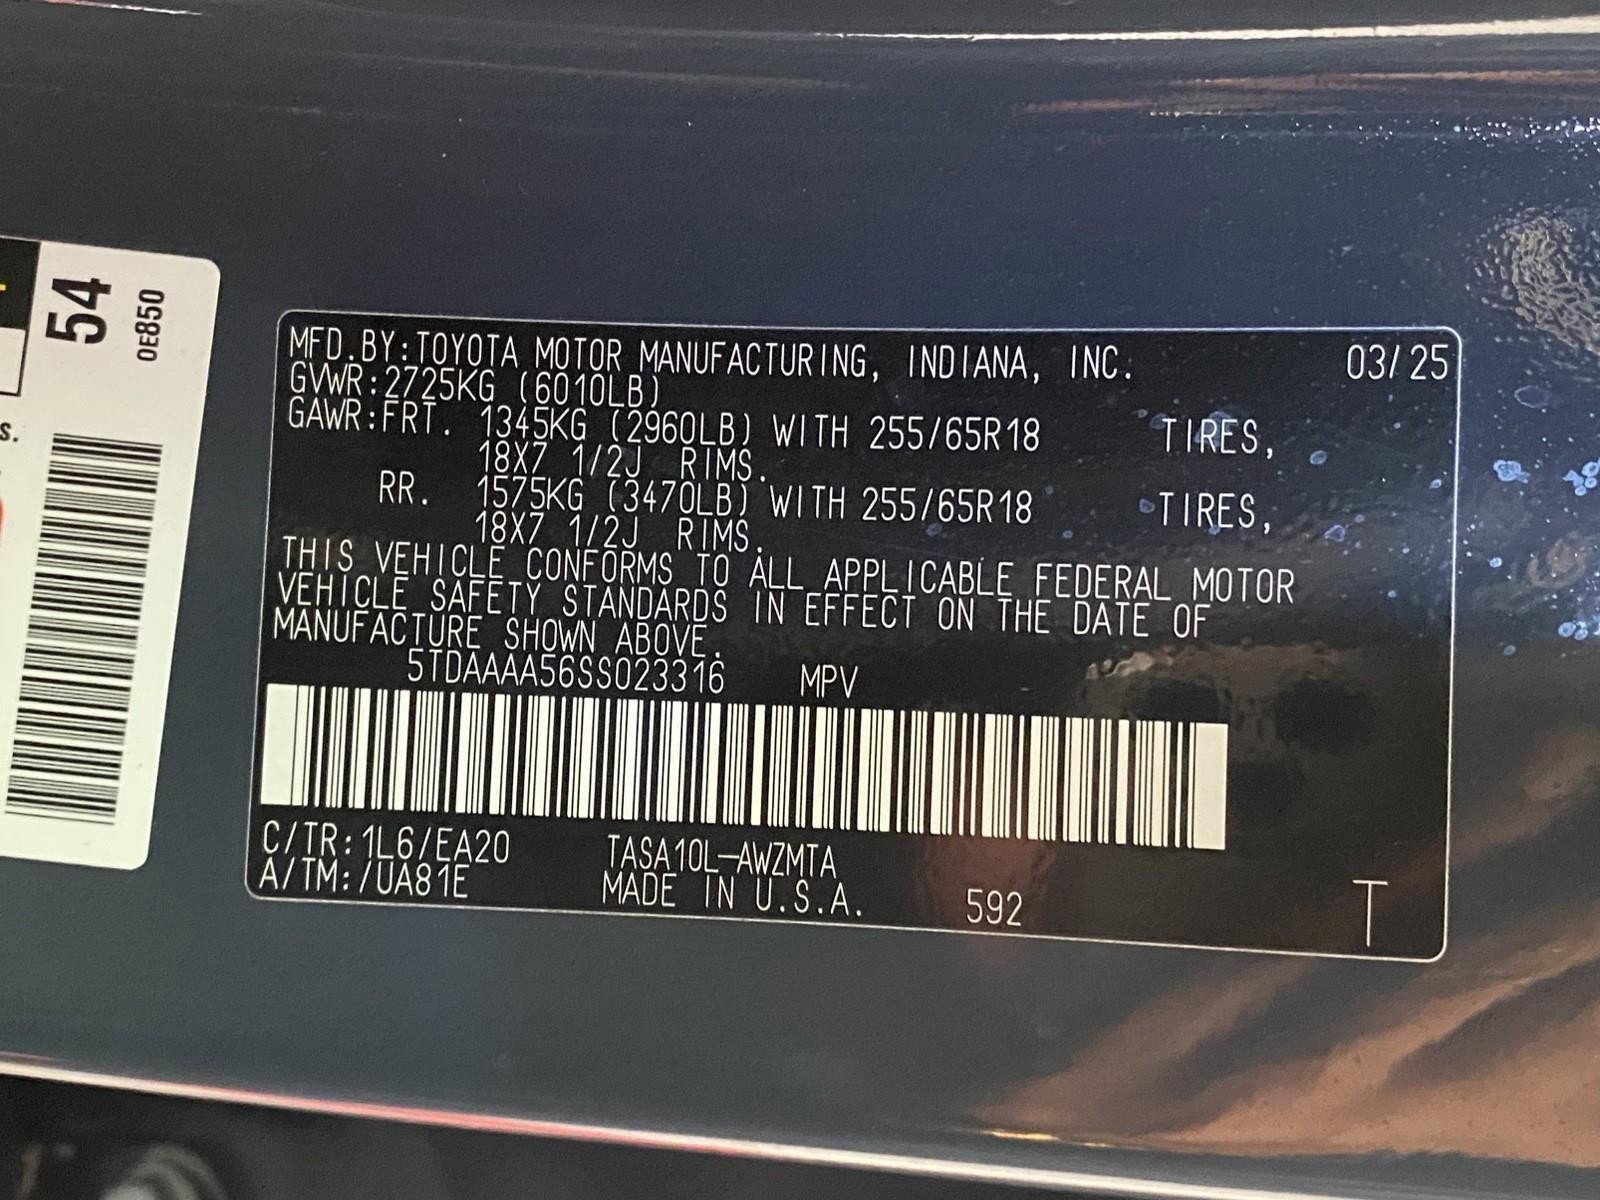 54
0E850
s.
MFD.BY:TOYOTA MOTOR MANUFACTURING, INDIANA, INC. 03/25
GVWR:2725KG (6010LB)
GAWR:FRT. 1345KG (2960LB) WITH 255/65R18 TIRES,
18X7 1/2J RIMS.
RR. 1575KG (3470LB) WITH 255/65R18 TIRES,
18X7 1/2J RIMS.
THIS VEHICLE CONFORMS TO ALL APPLICABLE FEDERAL MOTOR
VEHICLE SAFETY STANDARDS IN EFFECT ON THE DATE OF
MANUFACTURE SHOWN ABOVE.
5TDAAAA56SS023316 MPV
C/TR:1L6/EA20 TASA10L-AWZMTA
A/TM:/UA81E MADE IN U.S.A. 592 T